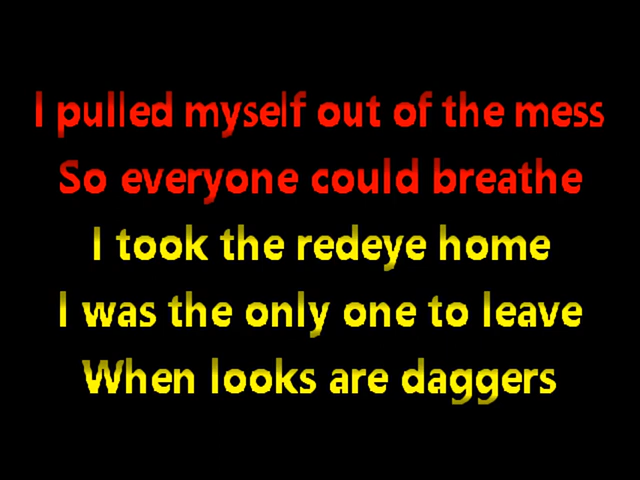 I pulled myself out of the mess
So everyone could breathe
I took the redeye home
I was the only one to leave
When looks are daggers